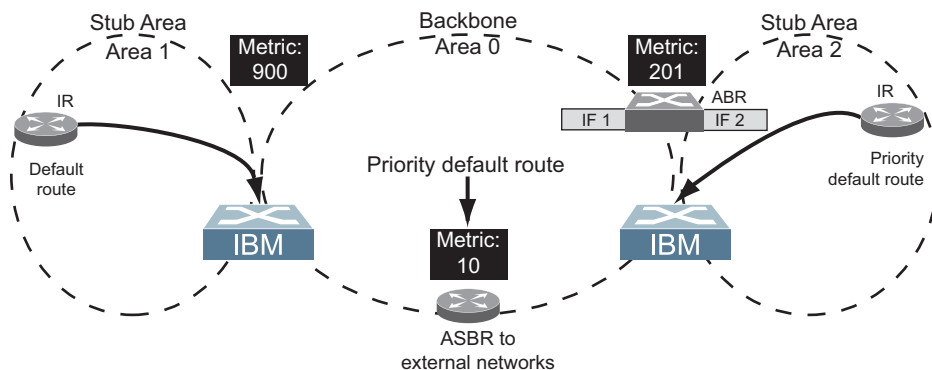 Stub Area
Area 1
Metric:
900
Backbone
Area 0
Metric:
201
Stub Area
Area 2
IR
Default
route
IF 1
IF 2
ABR
IR
Priority
default route
Priority default route
Metric:
10
IBM
IBM
ASBR to
external networks